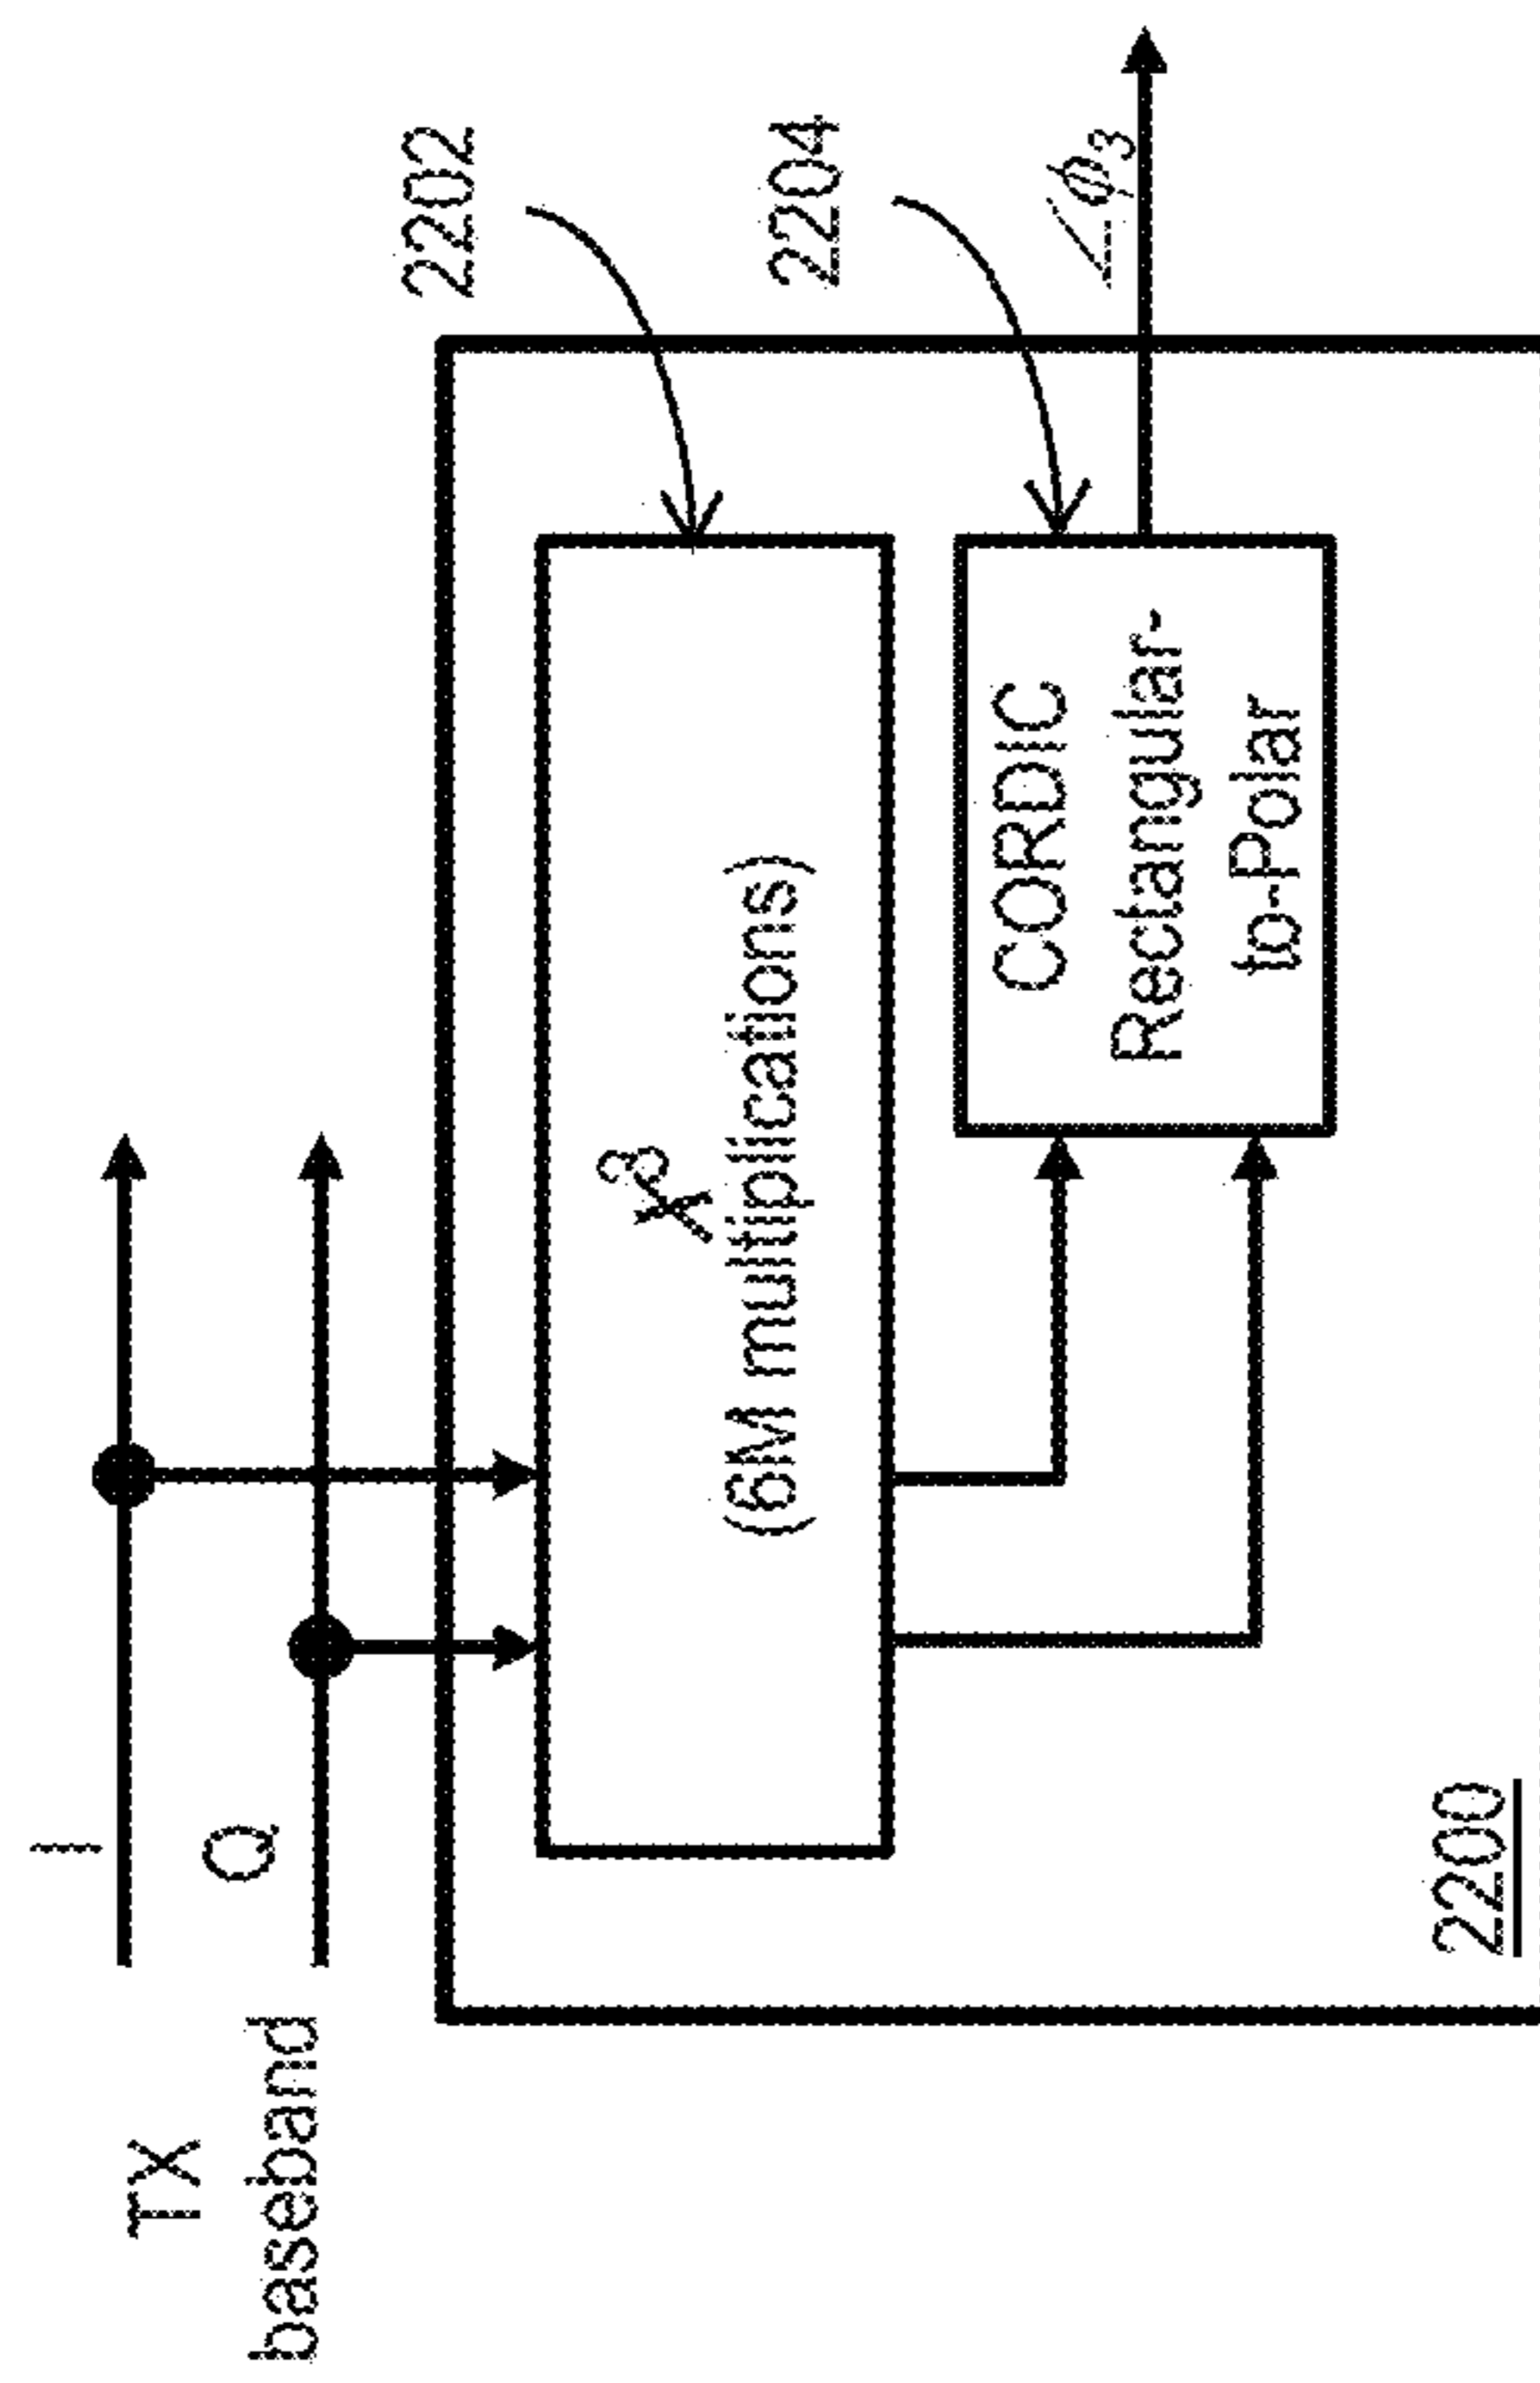 TX
baseband
I
Q
2202
x³
(6M multiplications)
2204
CORDIC
Rectangular-
to-Polar
∠φ₃
2200